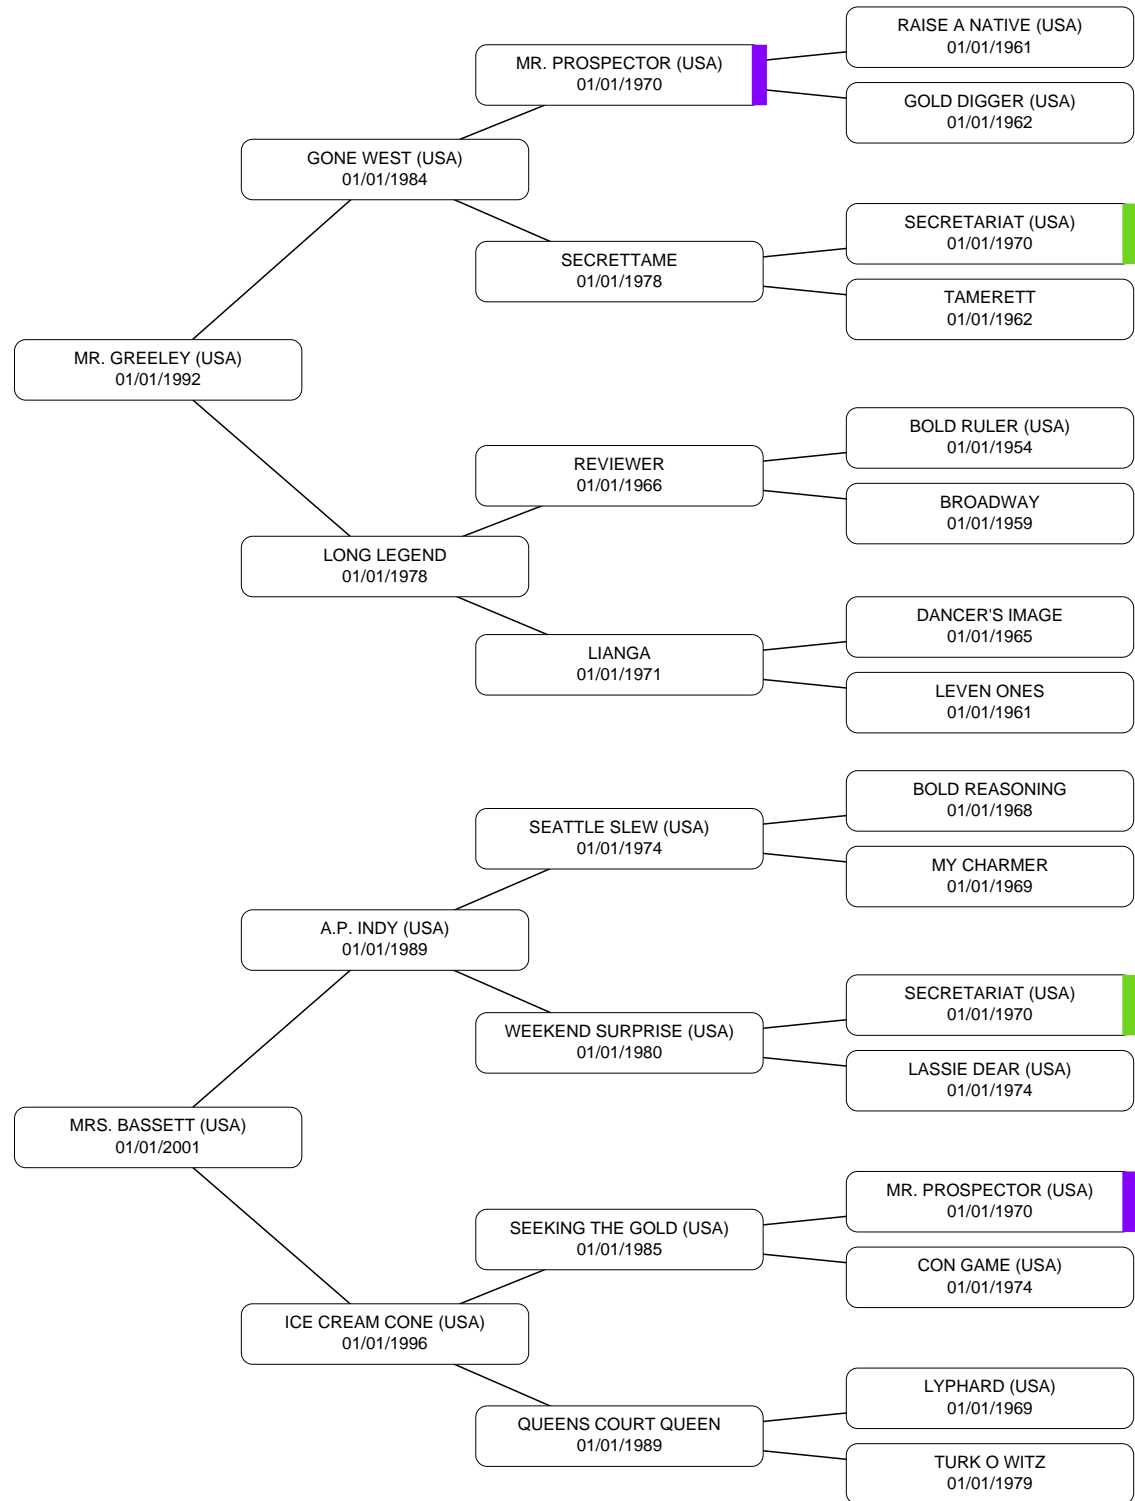 RAISE A NATIVE (USA)
01/01/1961
MR. PROSPECTOR (USA)
01/01/1970
GOLD DIGGER (USA)
01/01/1962
GONE WEST (USA)
01/01/1984
SECRETARIAT (USA)
01/01/1970
SECRETTAME
01/01/1978
TAMERETT
01/01/1962
MR. GREELEY (USA)
01/01/1992
BOLD RULER (USA)
01/01/1954
REVIEWER
01/01/1966
BROADWAY
01/01/1959
LONG LEGEND
01/01/1978
DANCER'S IMAGE
01/01/1965
LIANGA
01/01/1971
LEVEN ONES
01/01/1961
BOLD REASONING
01/01/1968
SEATTLE SLEW (USA)
01/01/1974
MY CHARMER
01/01/1969
A.P. INDY (USA)
01/01/1989
SECRETARIAT (USA)
01/01/1970
WEEKEND SURPRISE (USA)
01/01/1980
LASSIE DEAR (USA)
01/01/1974
MRS. BASSETT (USA)
01/01/2001
MR. PROSPECTOR (USA)
01/01/1970
SEEKING THE GOLD (USA)
01/01/1985
CON GAME (USA)
01/01/1974
ICE CREAM CONE (USA)
01/01/1996
LYPHARD (USA)
01/01/1969
QUEENS COURT QUEEN
01/01/1989
TURK O WITZ
01/01/1979